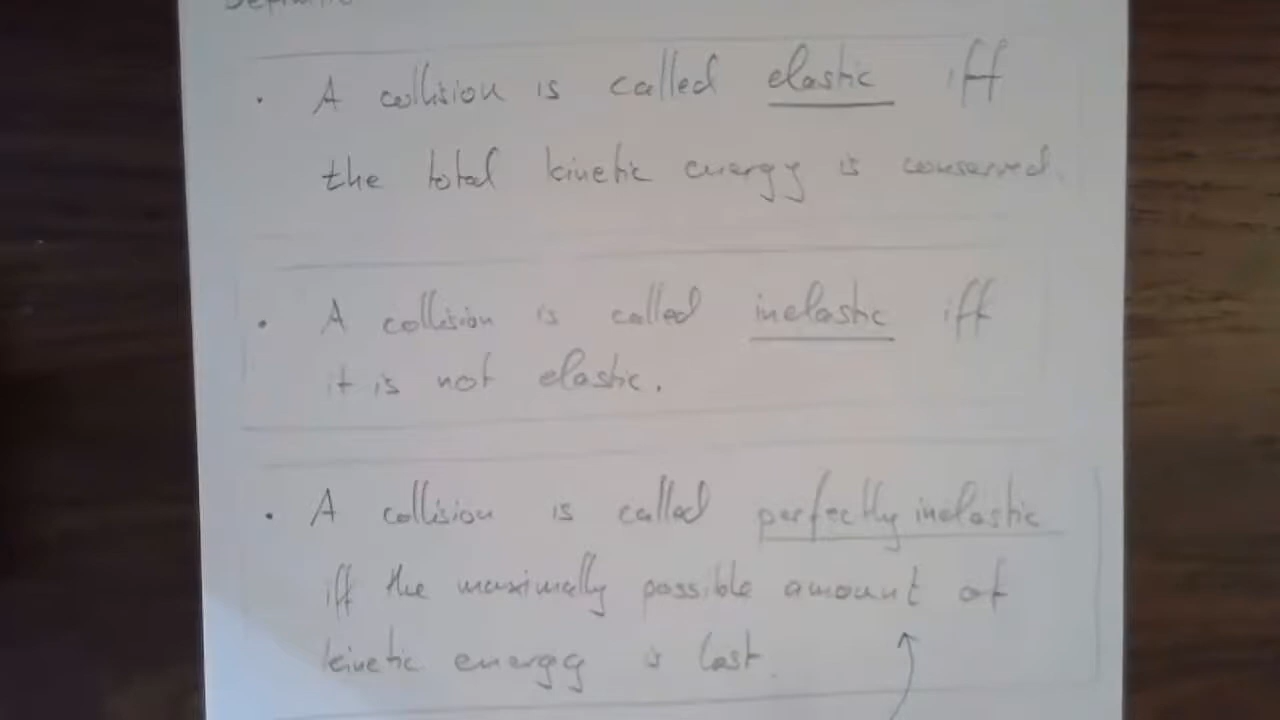 · A collision is called elastic iff
the total kinetic energy is conserved.
· A collision is called inelastic iff
it is not elastic.
· A collision is called perfectly inelastic
iff the maximally possible amount of
kinetic energy is lost.